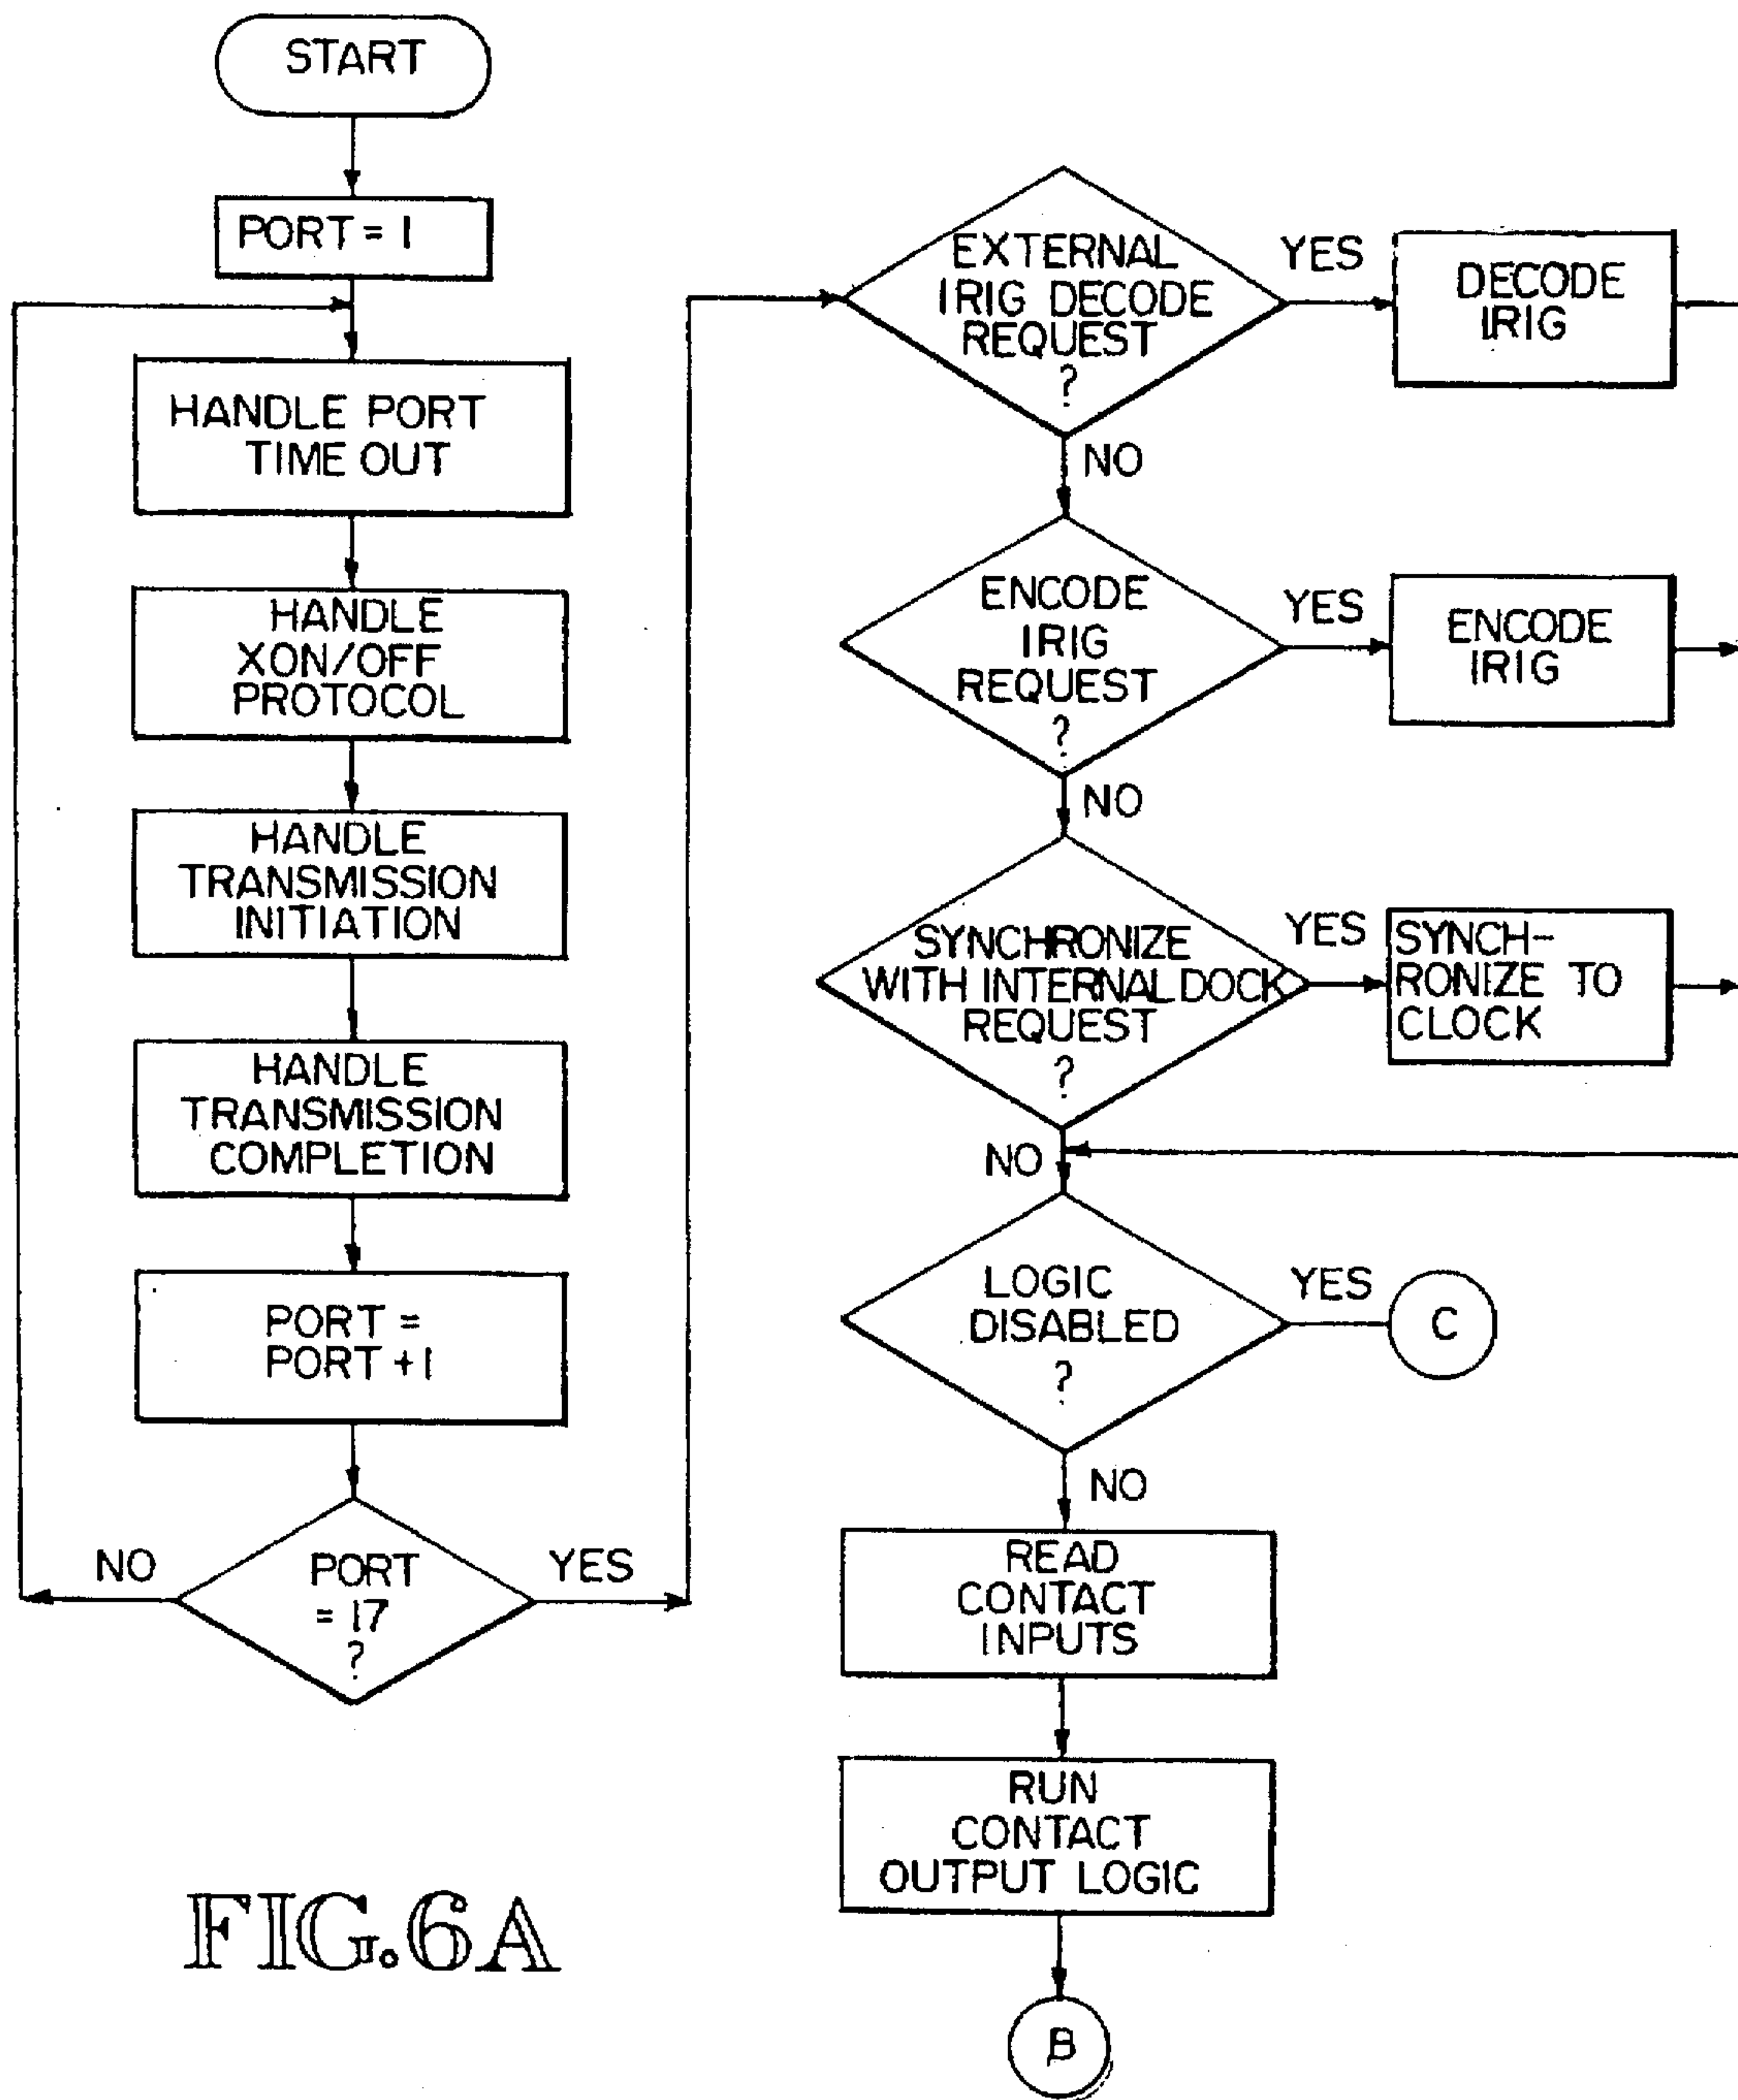 START
PORT = 1
HANDLE PORT
TIME OUT
HANDLE
XON/OFF
PROTOCOL
HANDLE
TRANSMISSION
INITIATION
HANDLE
TRANSMISSION
COMPLETION
PORT =
PORT +1
NO
PORT
= 17
?
YES
EXTERNAL
IRIG DECODE
REQUEST
?
YES
DECODE
IRIG
NO
ENCODE
IRIG
REQUEST
?
YES
ENCODE
IRIG
NO
SYNCHRONIZE
WITH INTERNAL DOCK
REQUEST
?
YES
SYNCH-
RONIZE TO
CLOCK
NO
LOGIC
DISABLED
?
YES
C
NO
READ
CONTACT
INPUTS
RUN
CONTACT
OUTPUT LOGIC
B
FIG.6A